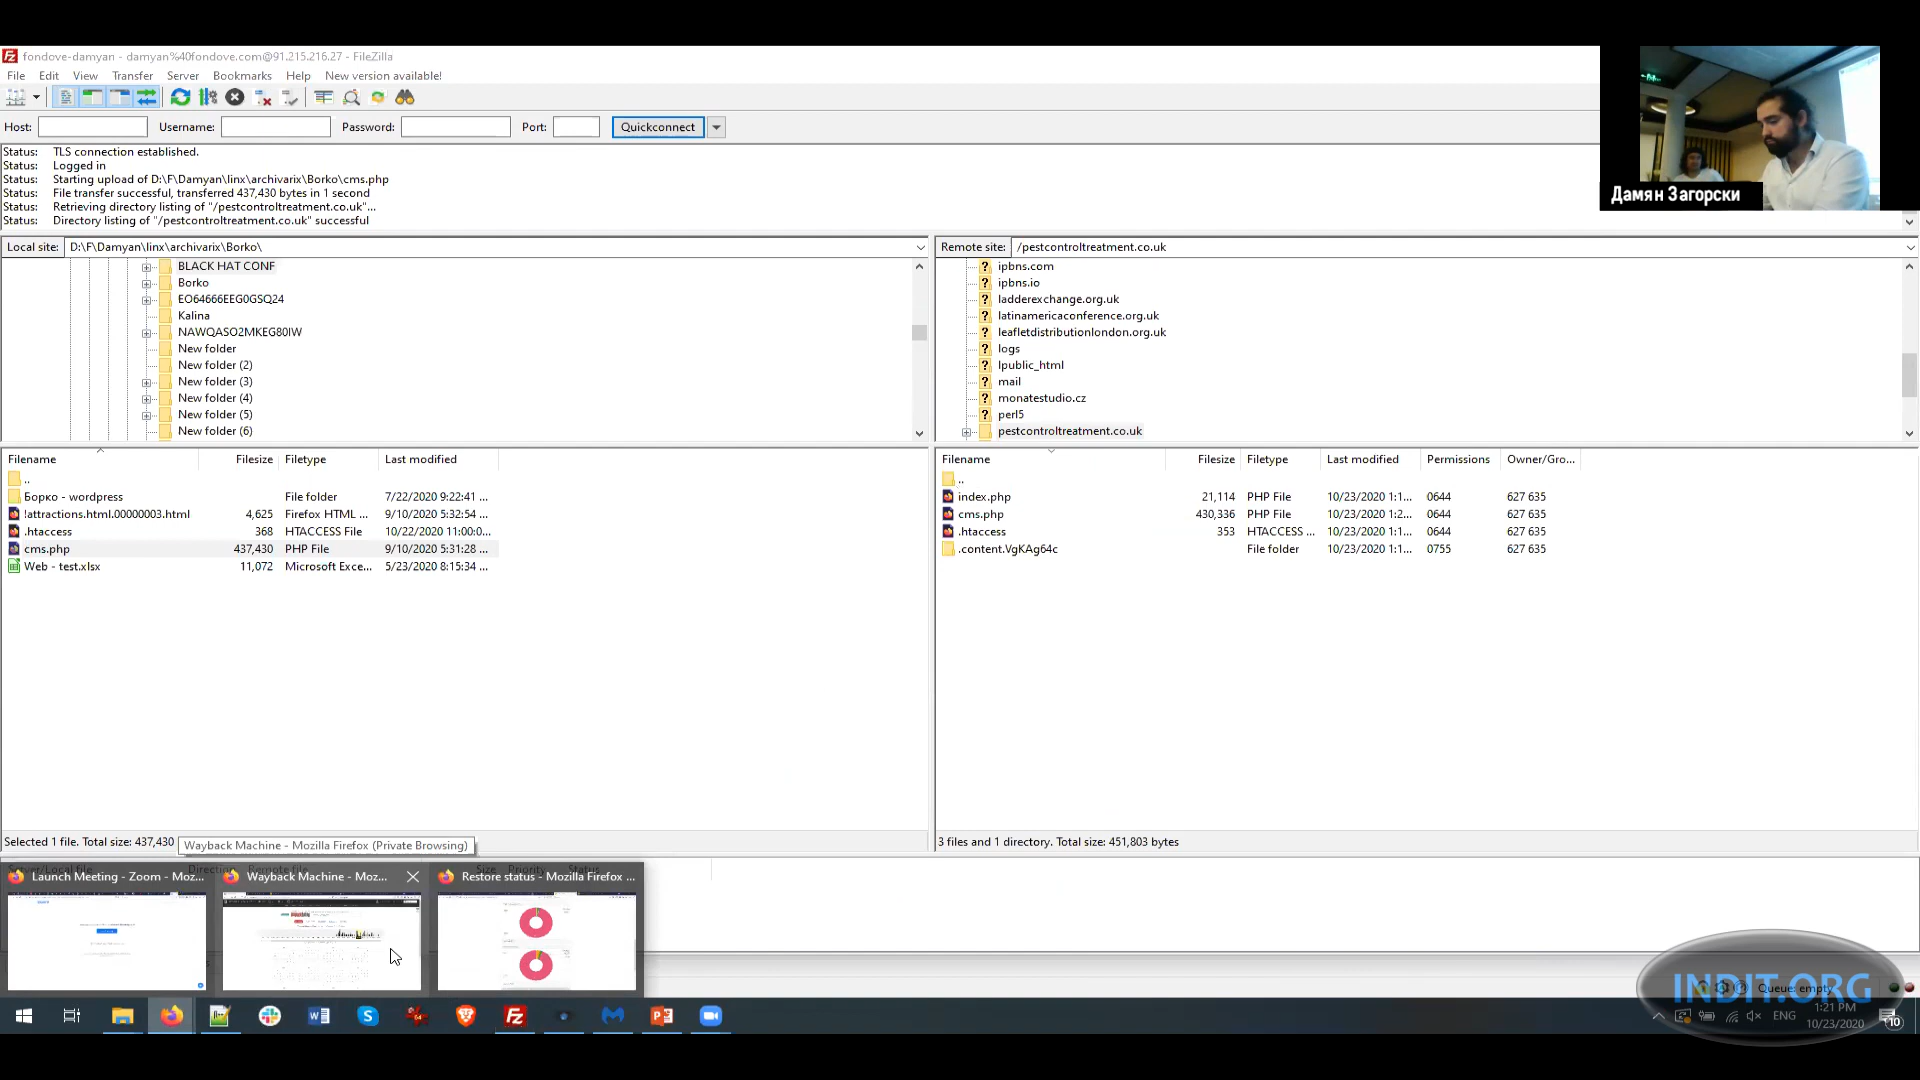 fondove-damyan - damyan%40fondove.com@91.215.216.27 - FileZilla
File Edit View Transfer Server Bookmarks Help New version available!
Host: Username: Password: Port: Quickconnect
Status: TLS connection established.
Status: Logged in
Status: Starting upload of D:\F\Damyan\linx\archivarix\Borko\cms.php
Status: File transfer successful, transferred 437,430 bytes in 1 second
Status: Retrieving directory listing of "/pestcontroltreatment.co.uk"...
Status: Directory listing of "/pestcontroltreatment.co.uk" successful
Дамян Загорски
Local site: D:\F\Damyan\linx\archivarix\Borko\
BLACK HAT CONF
Borko
EO64666EEG0GSQ24
Kalina
NAWQASO2MKEG80IW
New folder
New folder (2)
New folder (3)
New folder (4)
New folder (5)
New folder (6)
Remote site: /pestcontroltreatment.co.uk
ipbns.com
ipbns.io
ladderexchange.org.uk
latinamericaconference.org.uk
leafletdistributionlondon.org.uk
logs
lpublic_html
mail
monatestudio.cz
perl5
pestcontroltreatment.co.uk
Filename Filesize Filetype Last modified
..
Борко - wordpress File folder 7/22/2020 9:22:41 ...
!attractions.html.00000003.html 4,625 Firefox HTML ... 9/10/2020 5:32:54 ...
.htaccess 368 HTACCESS File 10/22/2020 11:00:0...
cms.php 437,430 PHP File 9/10/2020 5:31:28 ...
Web - test.xlsx 11,072 Microsoft Exce... 5/23/2020 8:15:34 ...
Selected 1 file. Total size: 437,430
Filename Filesize Filetype Last modified Permissions Owner/Gro...
..
index.php 21,114 PHP File 10/23/2020 1:1... 0644 627 635
cms.php 430,336 PHP File 10/23/2020 1:2... 0644 627 635
.htaccess 353 HTACCESS ... 10/23/2020 1:1... 0644 627 635
.content.VgKAg64c File folder 10/23/2020 1:1... 0755 627 635
3 files and 1 directory. Total size: 451,803 bytes
Wayback Machine - Mozilla Firefox (Private Browsing)
Launch Meeting - Zoom - Moz...
Wayback Machine - Moz...
Restore status - Mozilla Firefox ...
Queue: empty
INDIT.ORG
ENG
1:21 PM
10/23/2020
10